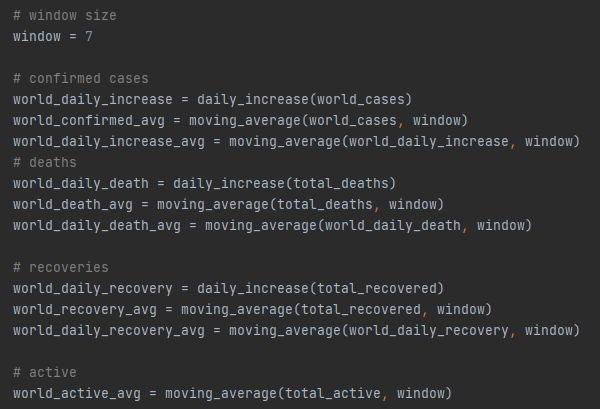 # window size
window = 7
# confirmed cases
world_daily_increase = daily_increase(world_cases)
world_confirmed_avg = moving_average(world_cases, window)
world_daily_increase_avg = moving_average(world_daily_increase, window)
# deaths
world_daily_death = daily_increase(total_deaths)
world_death_avg = moving_average(total_deaths, window)
world_daily_death_avg = moving_average(world_daily_death, window)
# recoveries
world_daily_recovery = daily_increase(total_recovered)
world_recovery_avg = moving_average(total_recovered, window)
world_daily_recovery_avg = moving_average(world_daily_recovery, window)
# active
world_active_avg = moving_average(total_active, window)